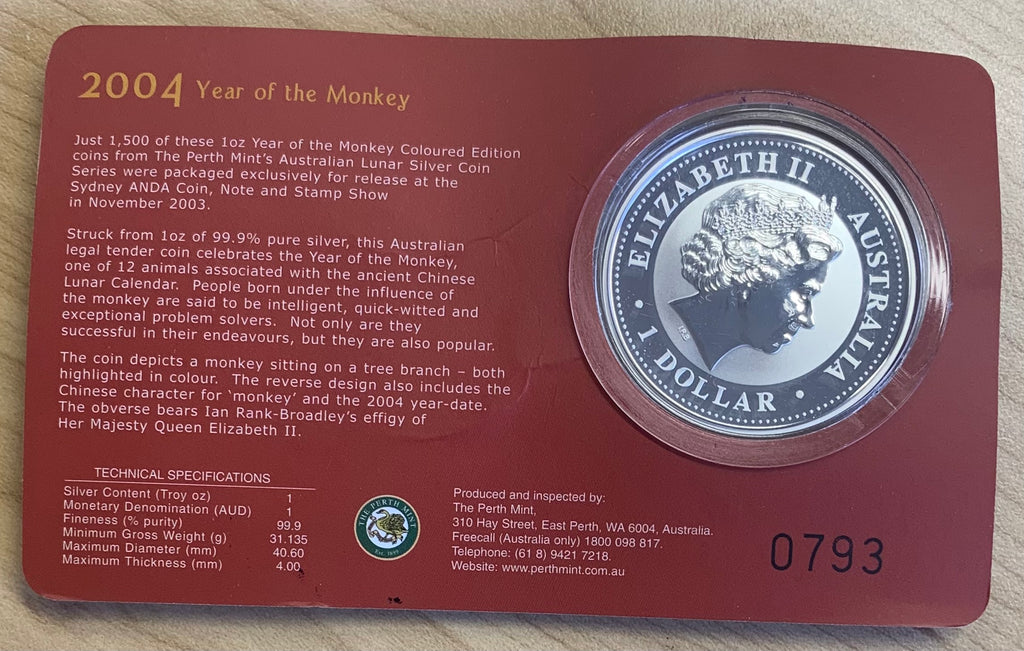 2004 Year of the Monkey
Just 1,500 of these 1oz Year of the Monkey Coloured Edition
coins from The Perth Mint's Australian Lunar Silver Coin
Series were packaged exclusively for release at the
Sydney ANDA Coin, Note and Stamp Show
in November 2003.
Struck from 1oz of 99.9% pure silver, this Australian
legal tender coin celebrates the Year of the Monkey,
one of 12 animals associated with the ancient Chinese
Lunar Calendar. People born under the influence of
the monkey are said to be intelligent, quick-witted and
exceptional problem solvers. Not only are they
successful in their endeavours, but they are also popular.
The coin depicts a monkey sitting on a tree branch – both
highlighted in colour. The reverse design also includes the
Chinese character for 'monkey' and the 2004 year-date.
The obverse bears Ian Rank-Broadley's effigy of
Her Majesty Queen Elizabeth II.
ELIZABETH II
AUSTRALIA
1 DOLLAR
IRB
TECHNICAL SPECIFICATIONS
Silver Content (Troy oz) 1
Monetary Denomination (AUD) 1
Fineness (% purity) 99.9
Minimum Gross Weight (g) 31.135
Maximum Diameter (mm) 40.60
Maximum Thickness (mm) 4.00
THE PERTH MINT
Est. 1899
Produced and inspected by:
The Perth Mint,
310 Hay Street, East Perth, WA 6004, Australia.
Freecall (Australia only) 1800 098 817.
Telephone: (61 8) 9421 7218.
Website: www.perthmint.com.au
0793